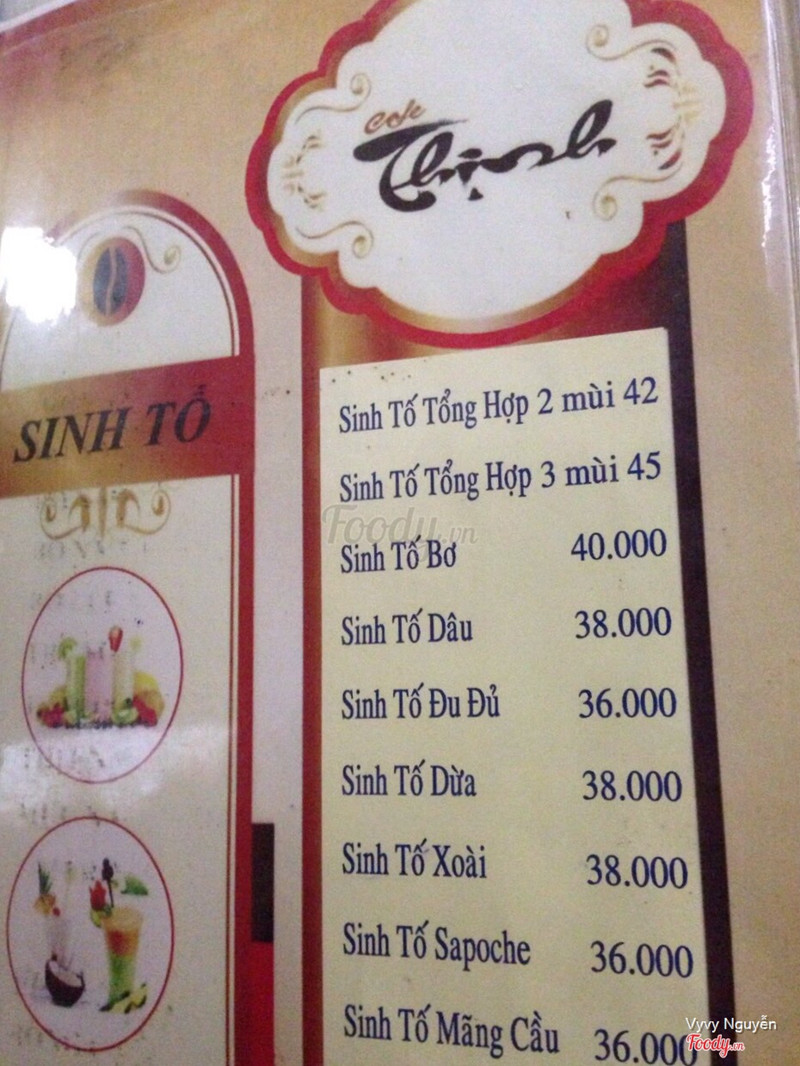 Cafe
Thịnh
SINH TỐ
Sinh Tố Tổng Hợp 2 mùi 42
Sinh Tố Tổng Hợp 3 mùi 45
Sinh Tố Bơ 40.000
Sinh Tố Dâu 38.000
Sinh Tố Đu Đủ 36.000
Sinh Tố Dừa 38.000
Sinh Tố Xoài 38.000
Sinh Tố Sapoche 36.000
Sinh Tố Mãng Cầu 36.000
Foody.vn
Vyvy Nguyễn
Foody.vn